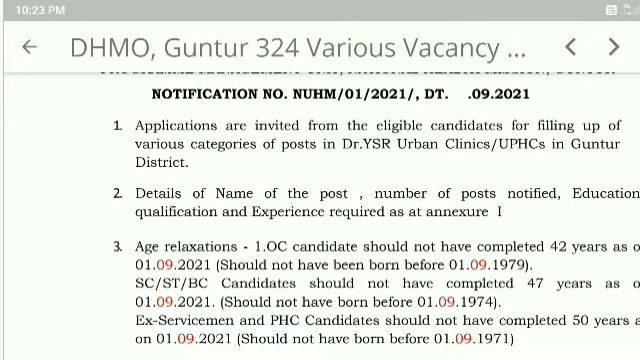 10:23 PM
DHMO, Guntur 324 Various Vacancy ...
NOTIFICATION NO. NUHM/01/2021/, DT. .09.2021
1. Applications are invited from the eligible candidates for filling up of
various categories of posts in Dr.YSR Urban Clinics/UPHCs in Guntur
District.
2. Details of Name of the post , number of posts notified, Education
qualification and Experience required as at annexure I
3. Age relaxations - 1.OC candidate should not have completed 42 years as o
01.09.2021 (Should not have been born before 01.09.1979).
SC/ST/BC Candidates should not have completed 47 years as o
01.09.2021. (Should not have born before 01.09.1974).
Ex-Servicemen and PHC Candidates should not have completed 50 years a
on 01.09.2021 (Should not have born before 01.09.1971)